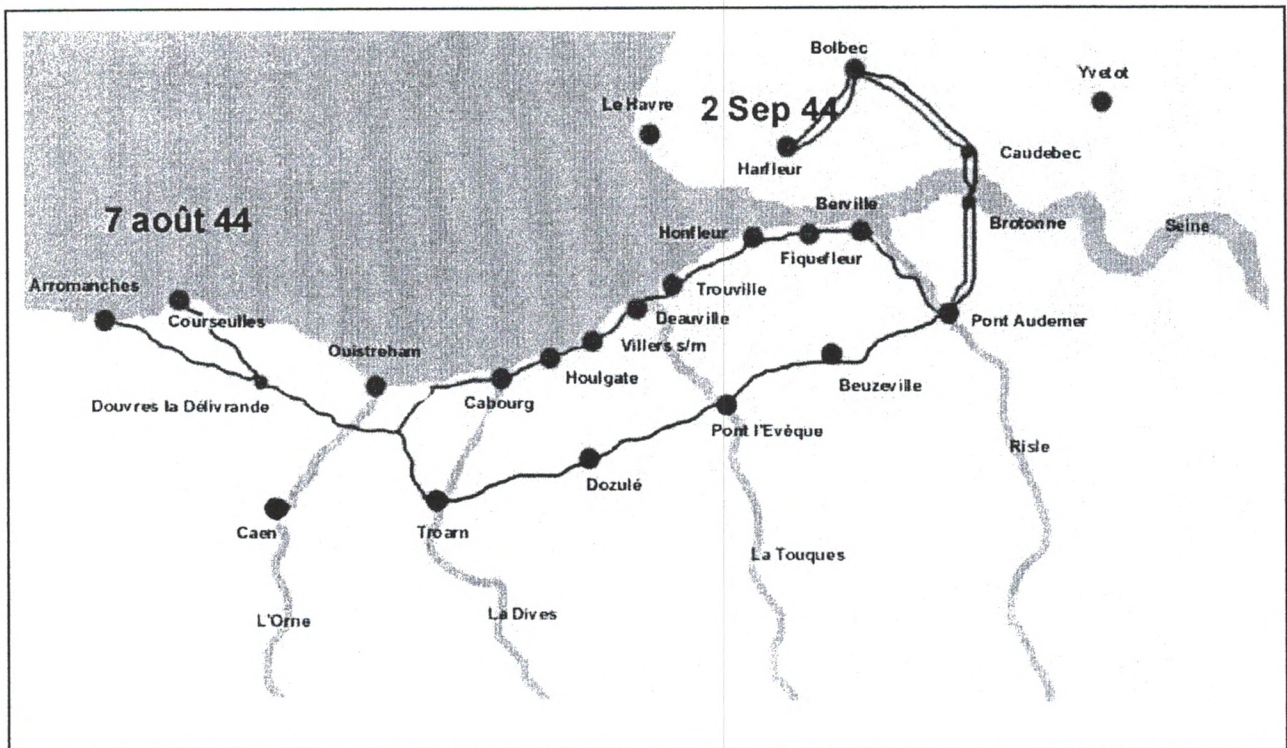 Bolbec
Yvetot
Le Havre
2 Sep 44
Harfleur
Caudebec
7 août 44
Berville
Honfleur
Brotonne
Seine
Fiquefleur
Arromanches
Trouville
Courseulles
Deauville
Pont Audemer
Ouistreham
Villers s/m
Houlgate
Beuzeville
Cabourg
Douvres la Délivrande
Pont l'Evêque
Risle
Dozulé
Caen
Troarn
La Touques
L'Orne
La Dives